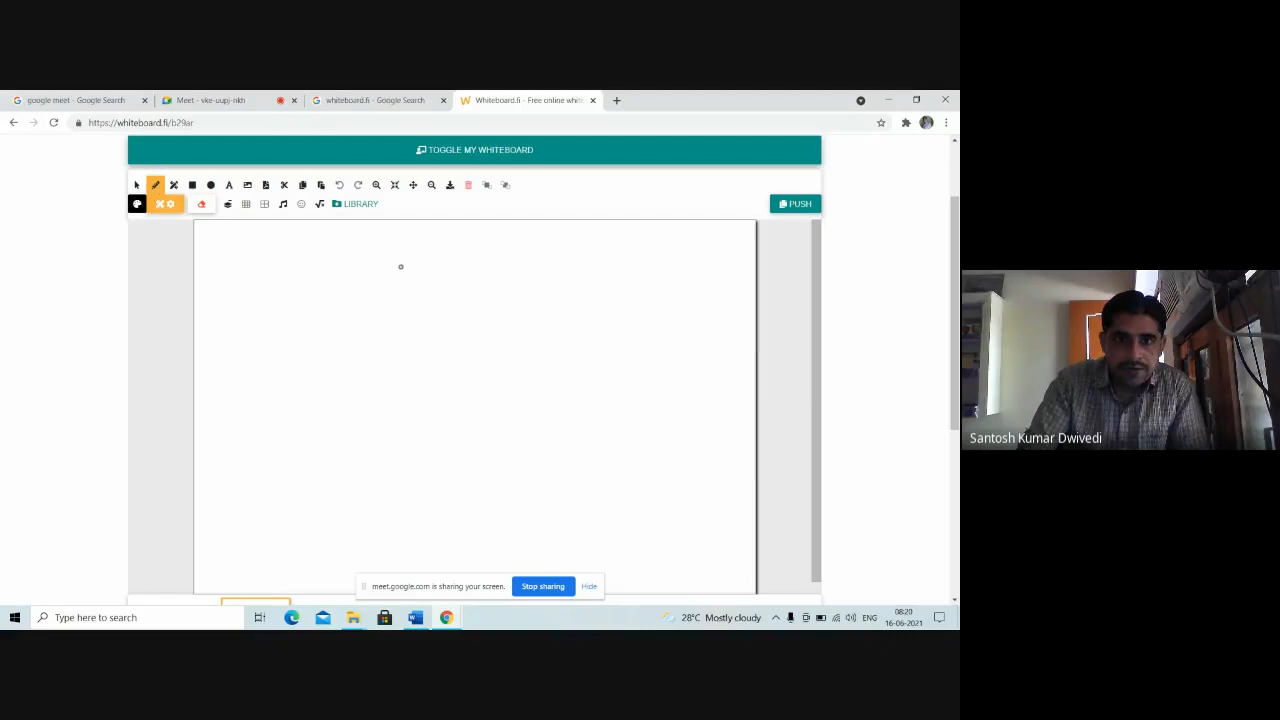 google meet - Google Search
Meet - vke-uupj-nkh
whiteboard.fi - Google Search
Whiteboard.fi - Free online white
https://whiteboard.fi/b29ar
TOGGLE MY WHITEBOARD
A
LIBRARY
PUSH
Santosh Kumar Dwivedi
meet.google.com is sharing your screen.
Stop sharing
Hide
Type here to search
28°C Mostly cloudy
ENG
08:20
16-06-2021